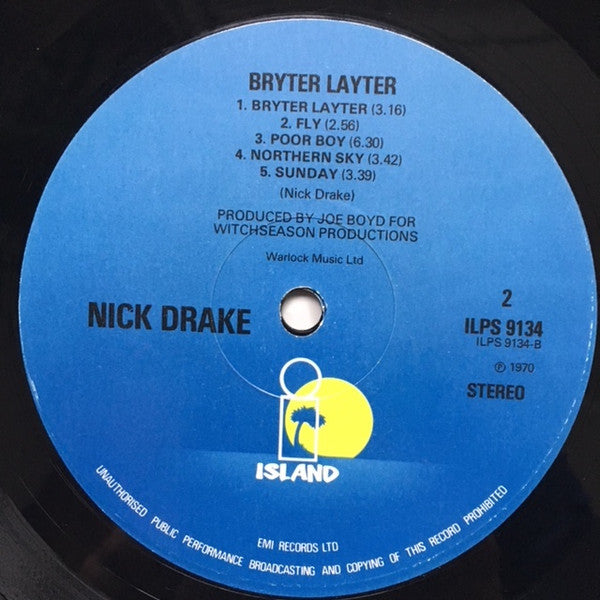 BRYTER LAYTER
1. BRYTER LAYTER (3.16)
2. FLY (2.56)
3. POOR BOY (6.30)
4. NORTHERN SKY (3.42)
5. SUNDAY (3.39)
(Nick Drake)
PRODUCED BY JOE BOYD FOR
WITCHSEASON PRODUCTIONS
Warlock Music Ltd
NICK DRAKE
2
ILPS 9134
ILPS 9134-B
℗ 1970
STEREO
ISLAND
EMI RECORDS LTD
UNAUTHORISED PUBLIC PERFORMANCE BROADCASTING AND COPYING OF THIS RECORD PROHIBITED